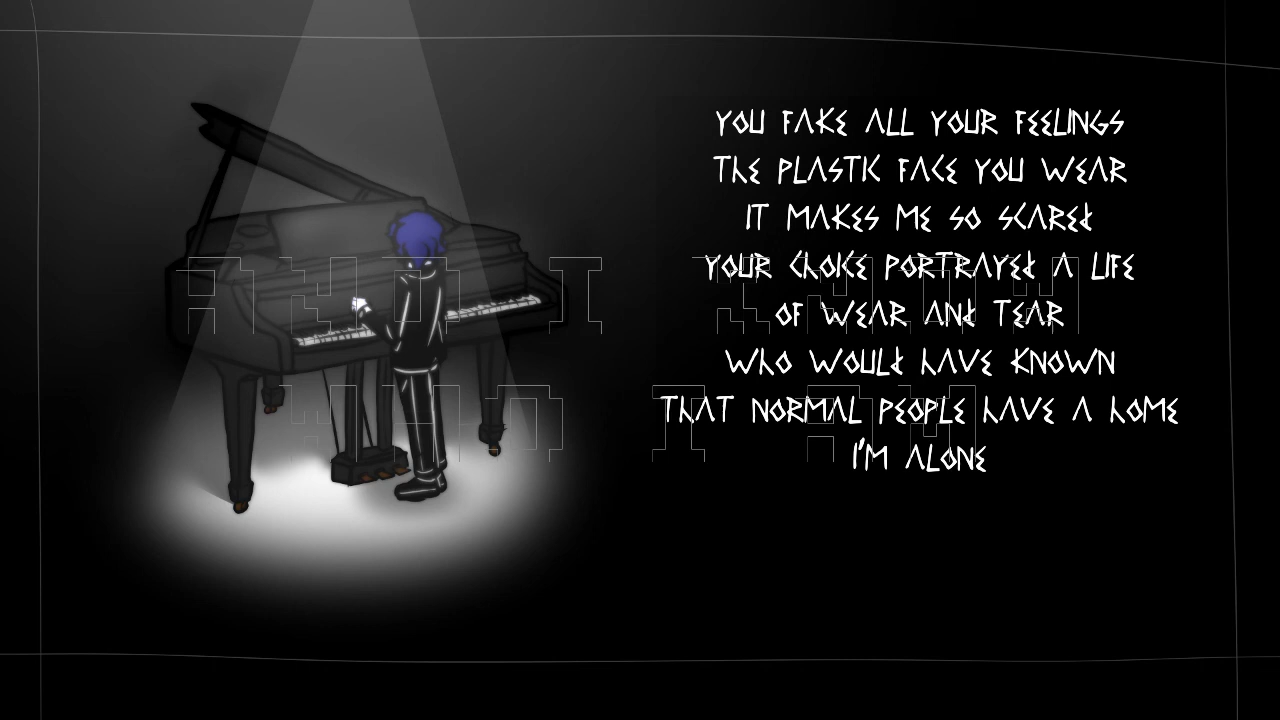 YOU FAKE ALL YOUR FEELINGS
THE PLASTIC FACE YOU WEAR
IT MAKES ME SO SCARED
YOUR CHOICE PORTRAYED A LIFE
OF WEAR AND TEAR
WHO WOULD HAVE KNOWN
THAT NORMAL PEOPLE HAVE A HOME
I'M ALONE